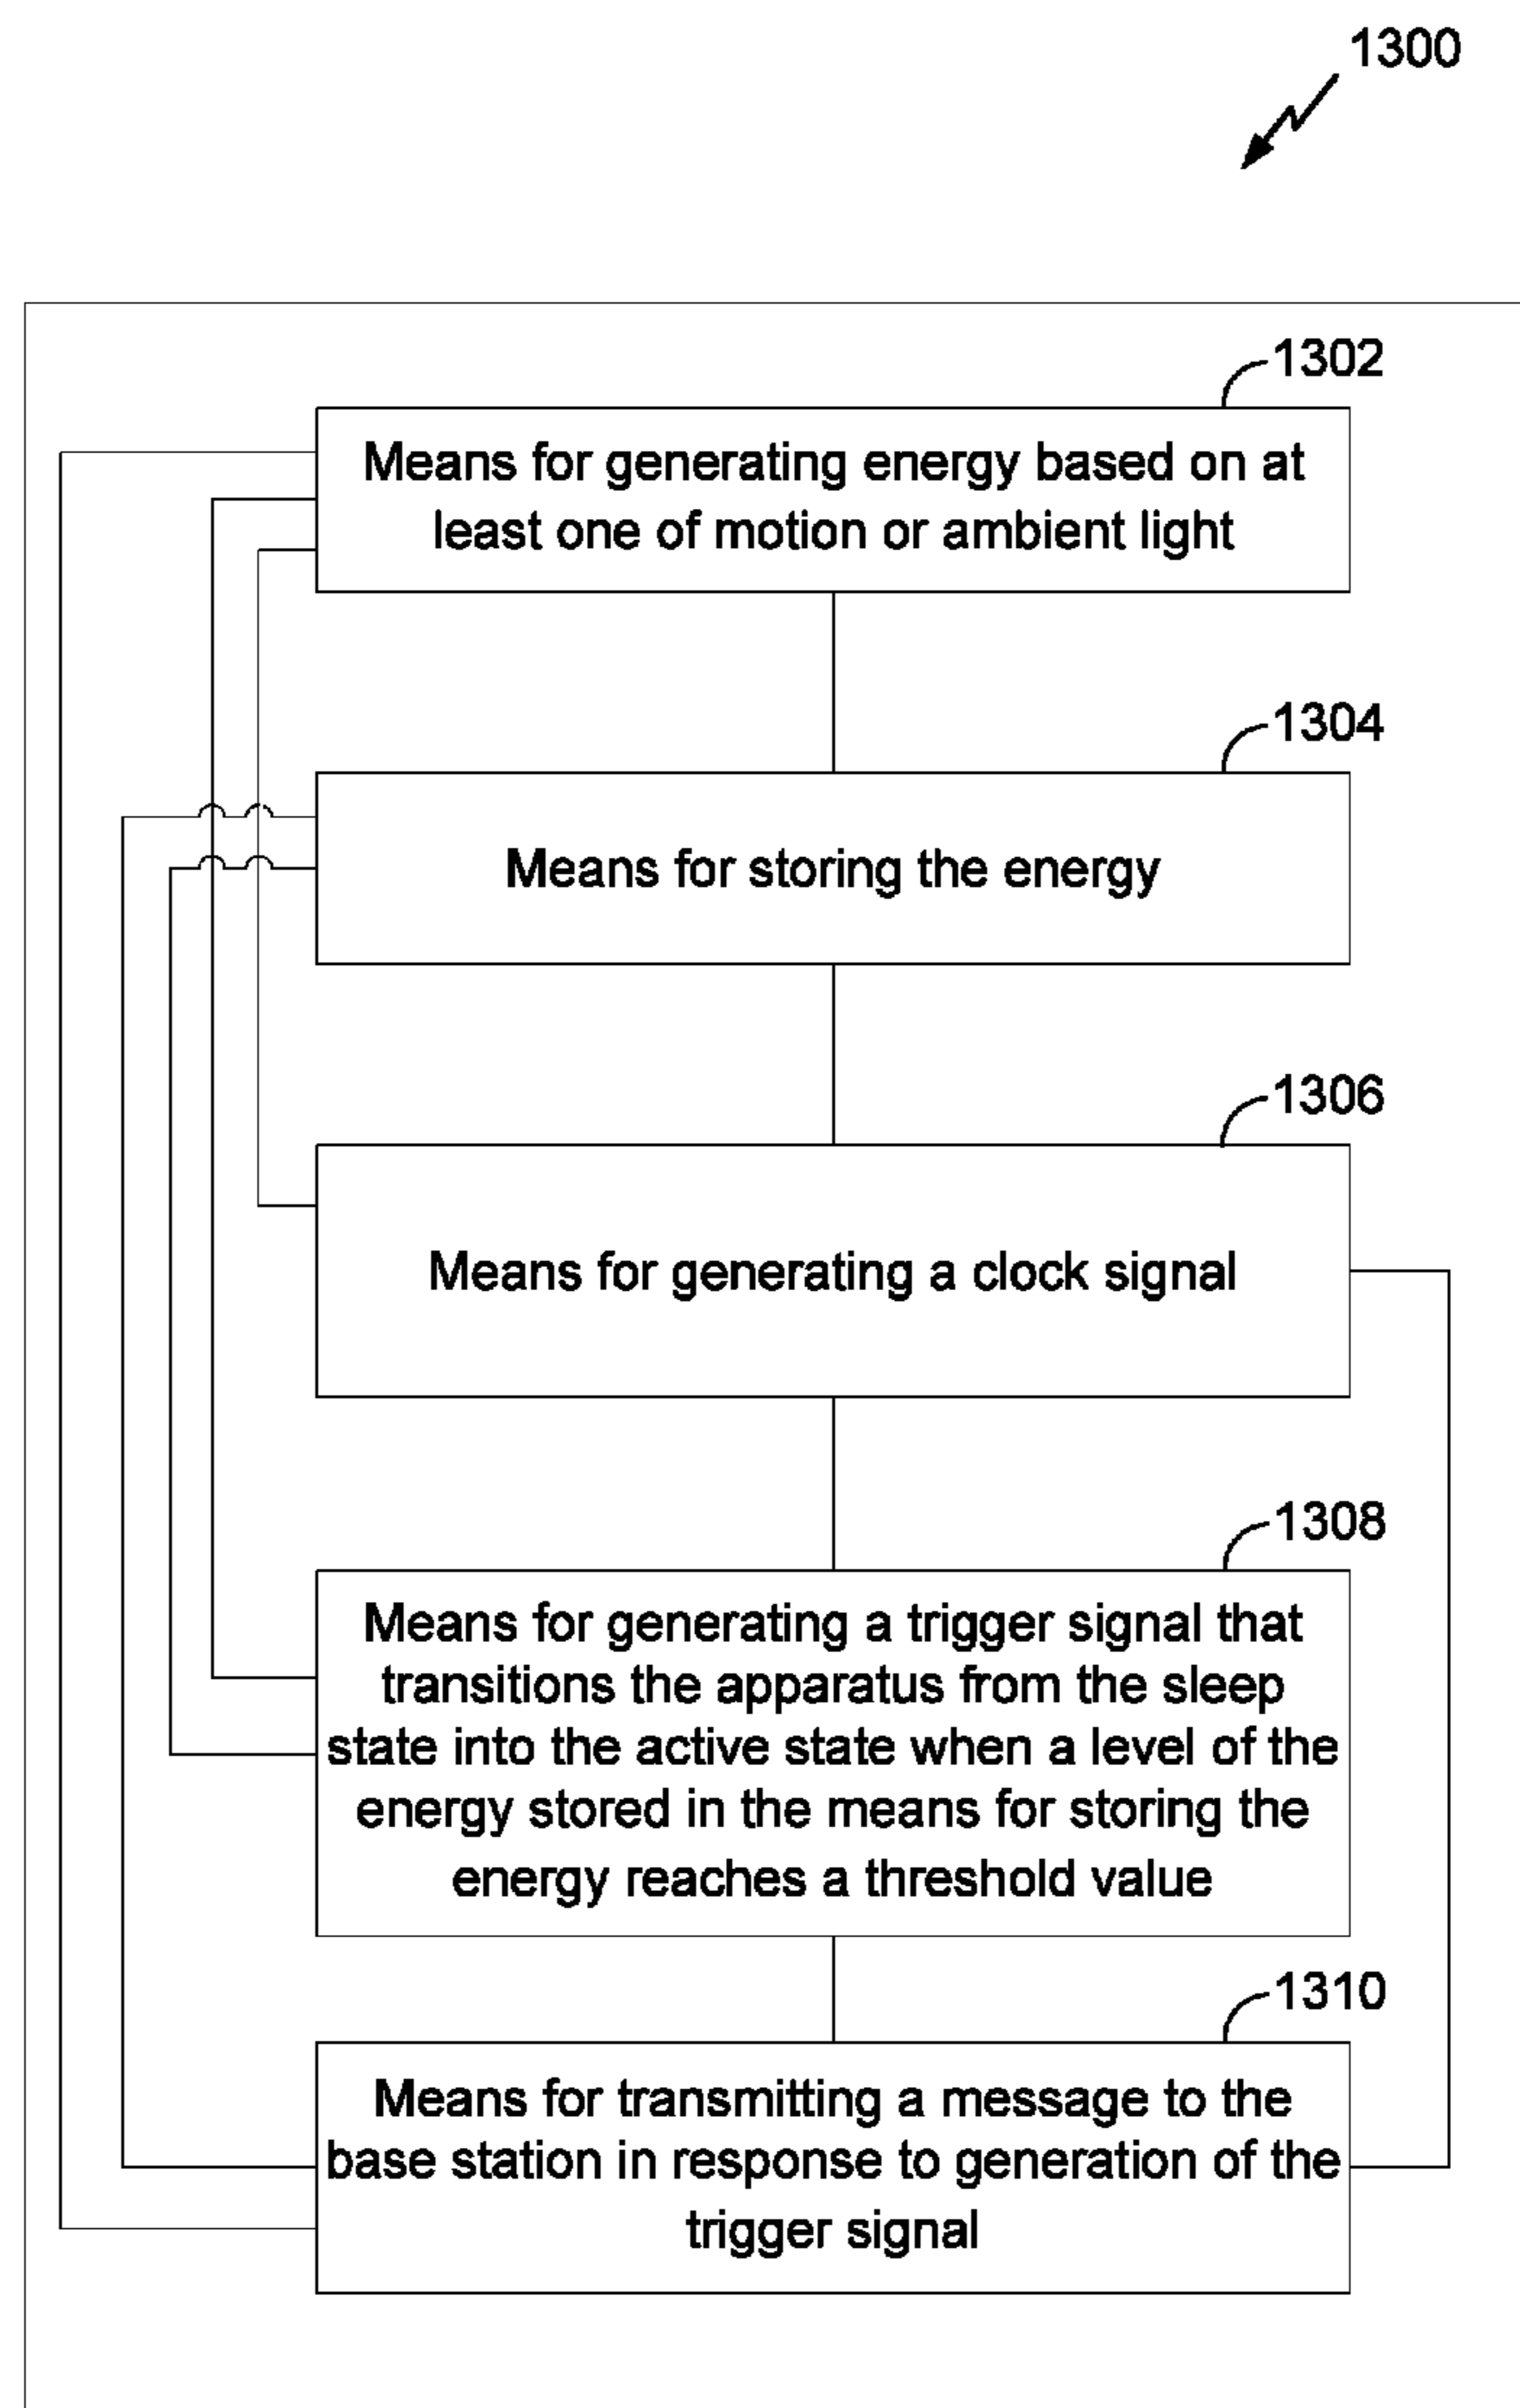 1300
1302
Means for generating energy based on at
least one of motion or ambient light
1304
Means for storing the energy
1306
Means for generating a clock signal
1308
Means for generating a trigger signal that
transitions the apparatus from the sleep
state into the active state when a level of the
energy stored in the means for storing the
energy reaches a threshold value
1310
Means for transmitting a message to the
base station in response to generation of the
trigger signal